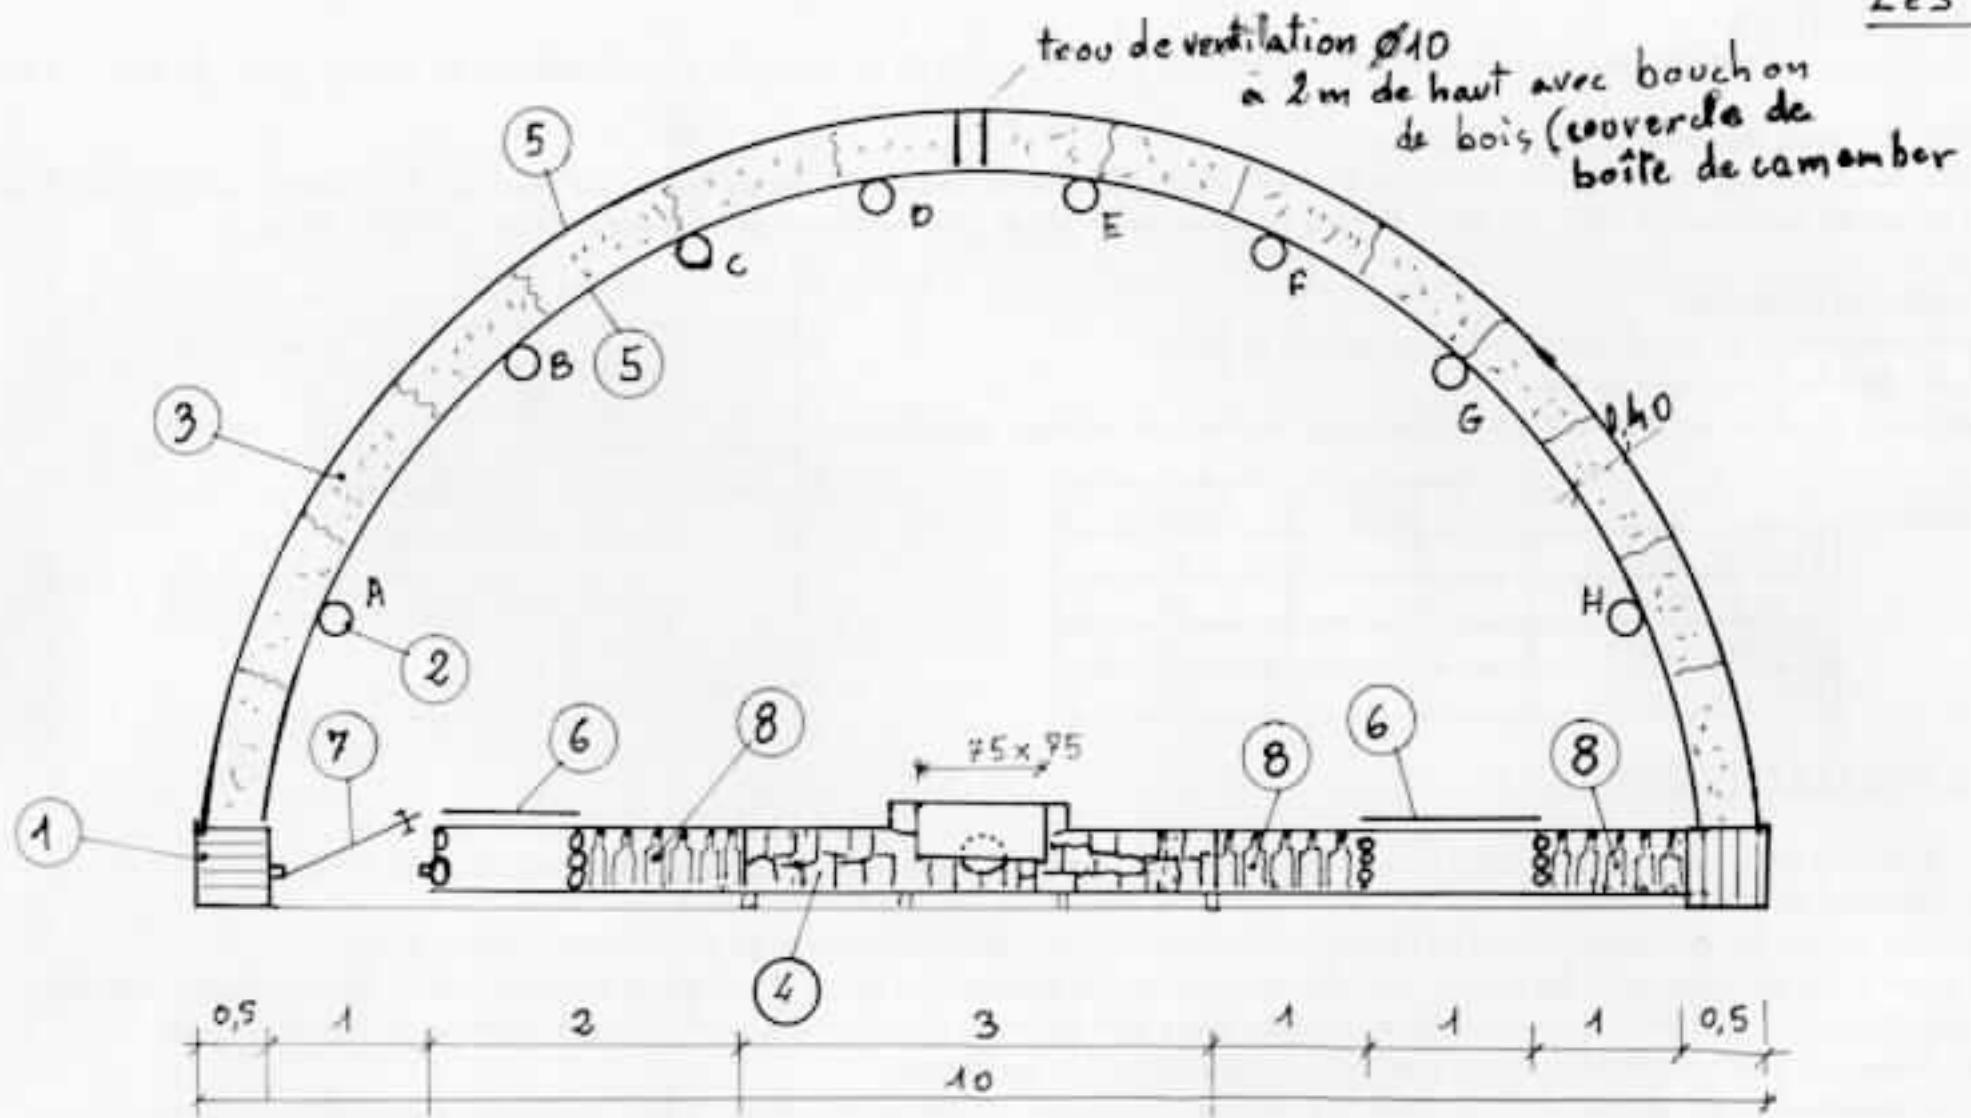 Les
trou de ventilation Ø10
à 2m de haut avec bouchon
de bois (couvercle de
boîte de camember
5
D
E
C
F
B
5
G
3
0,40
A
H
2
7
6
8
75 x 75
8
6
8
1
4
0,5 1 2 3 1 1 1 0,5
10